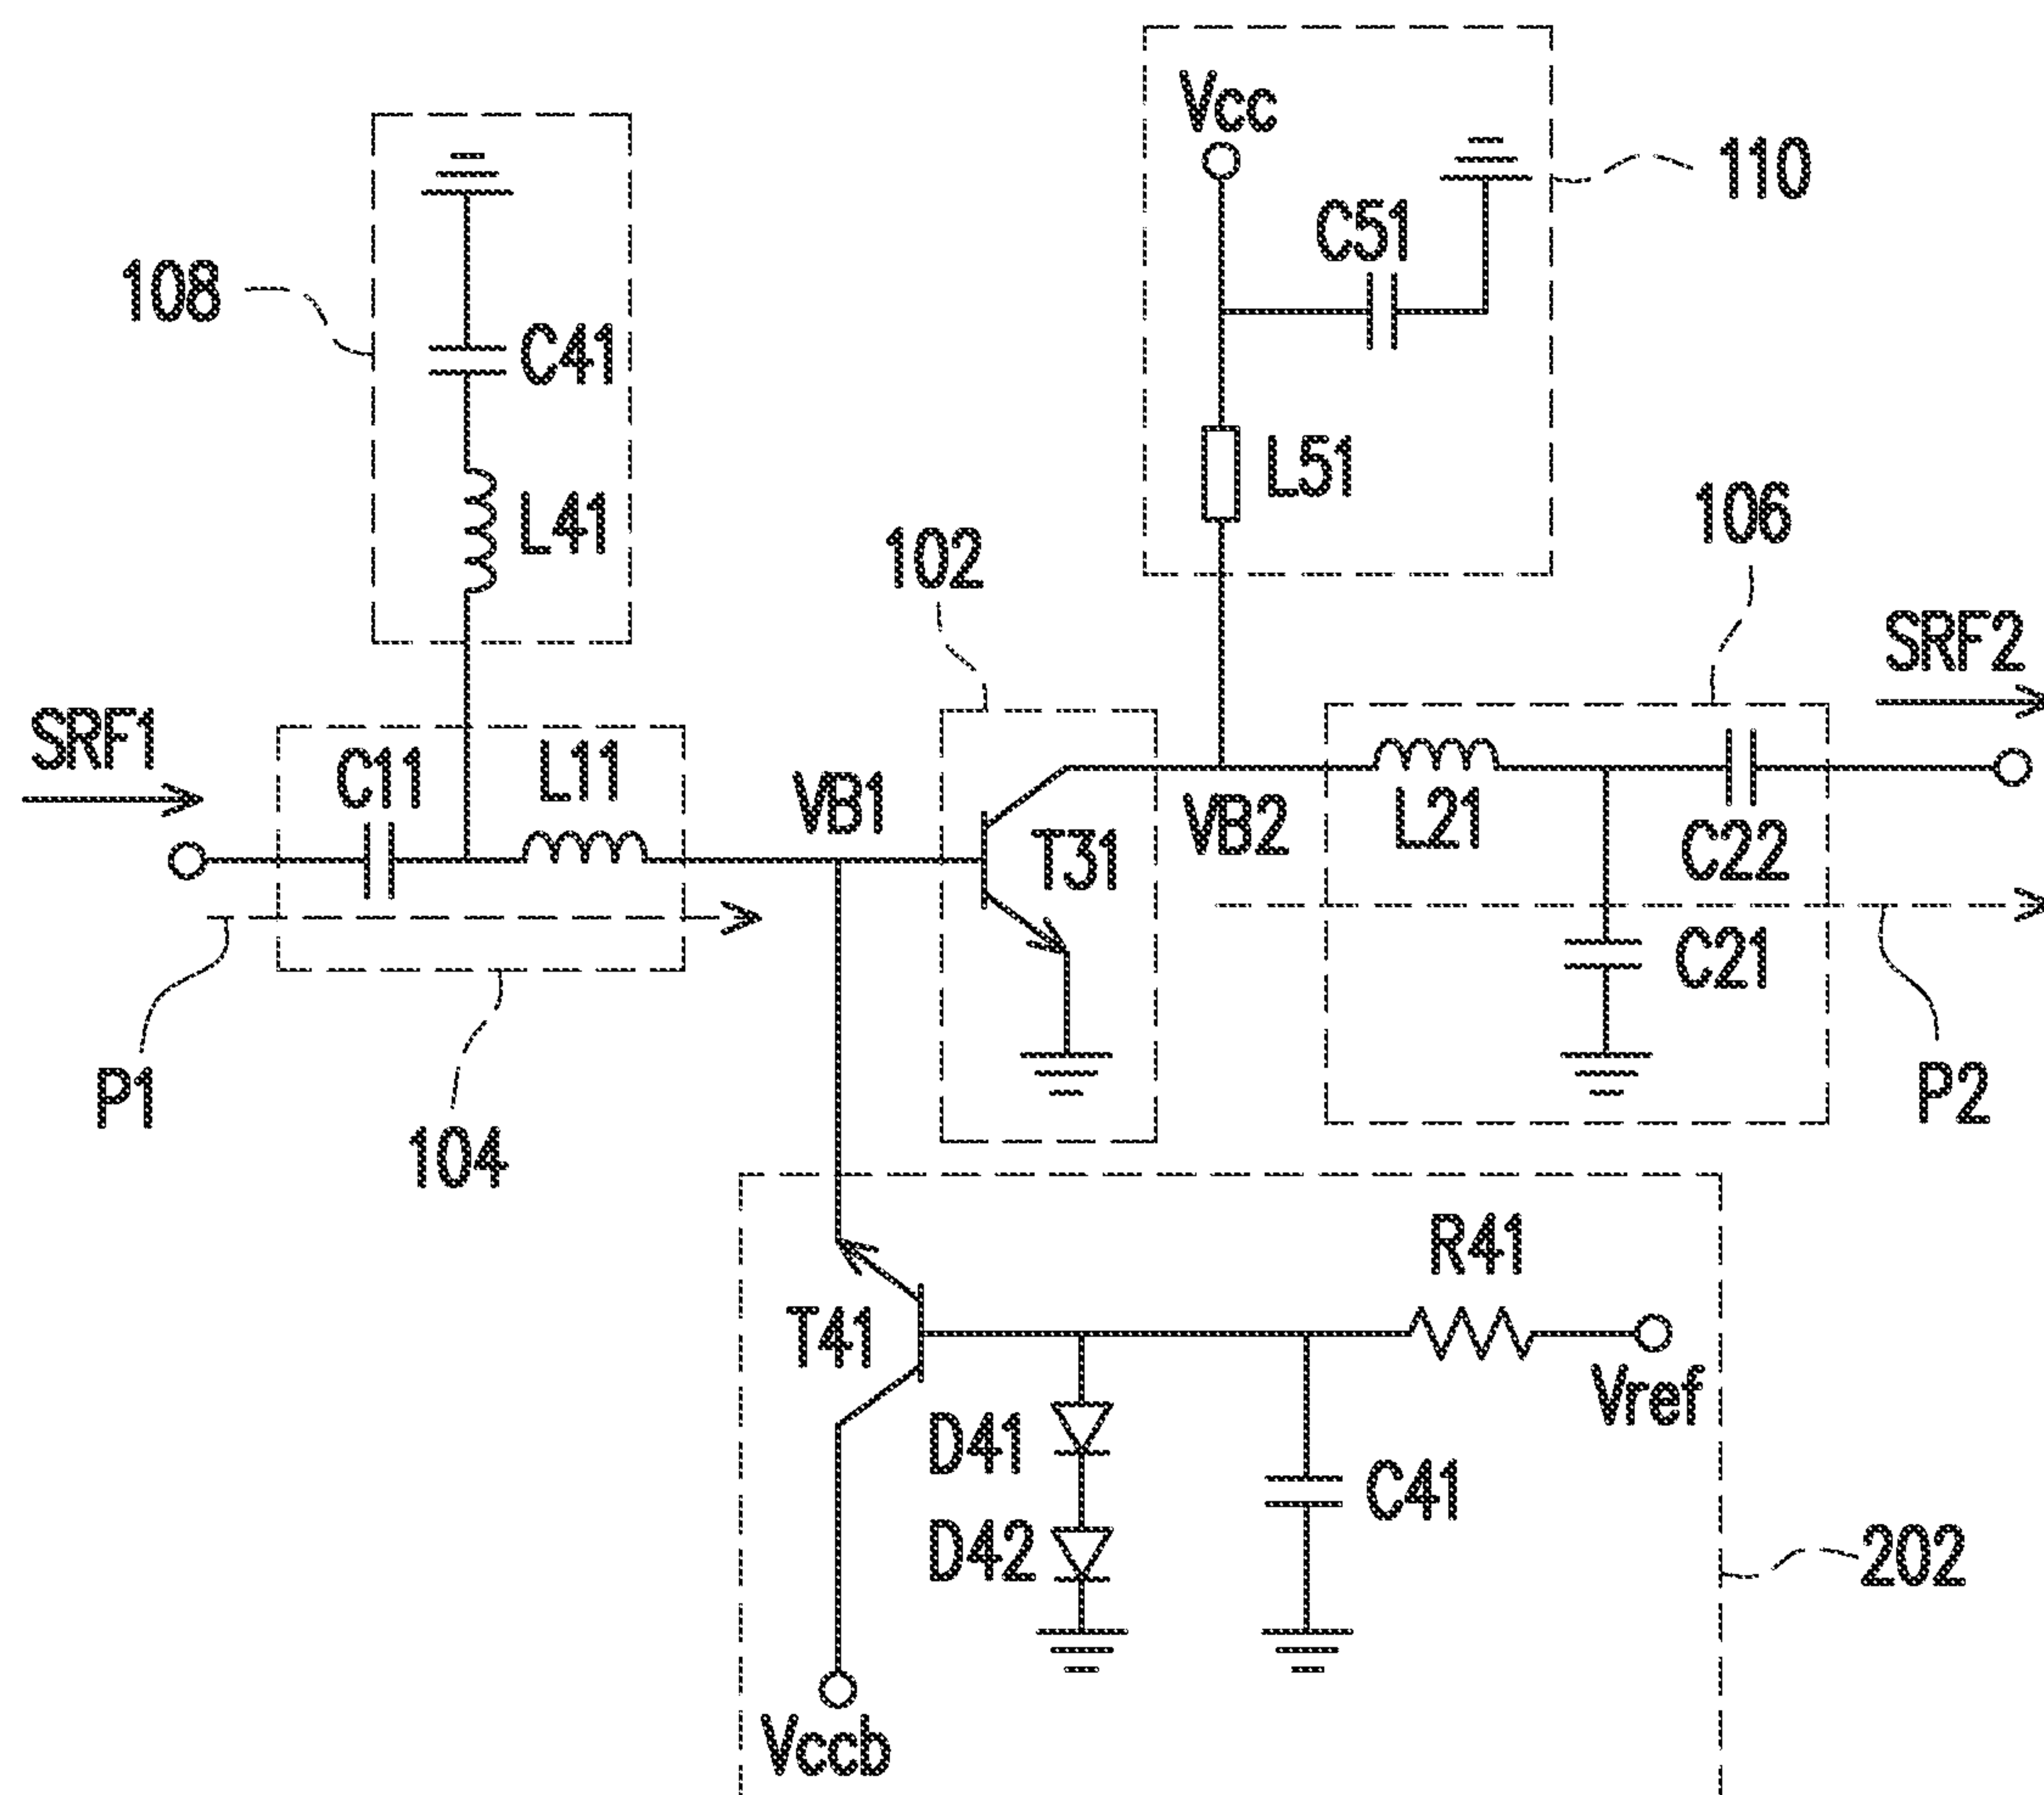 Vcc
110
C51
108
C41
L51
L41
106
102
SRF2
SRF1
C11
L11
VB1
T31
VB2
L21
C22
C21
P1
P2
104
R41
T41
Vref
D41
C41
D42
202
Vccb